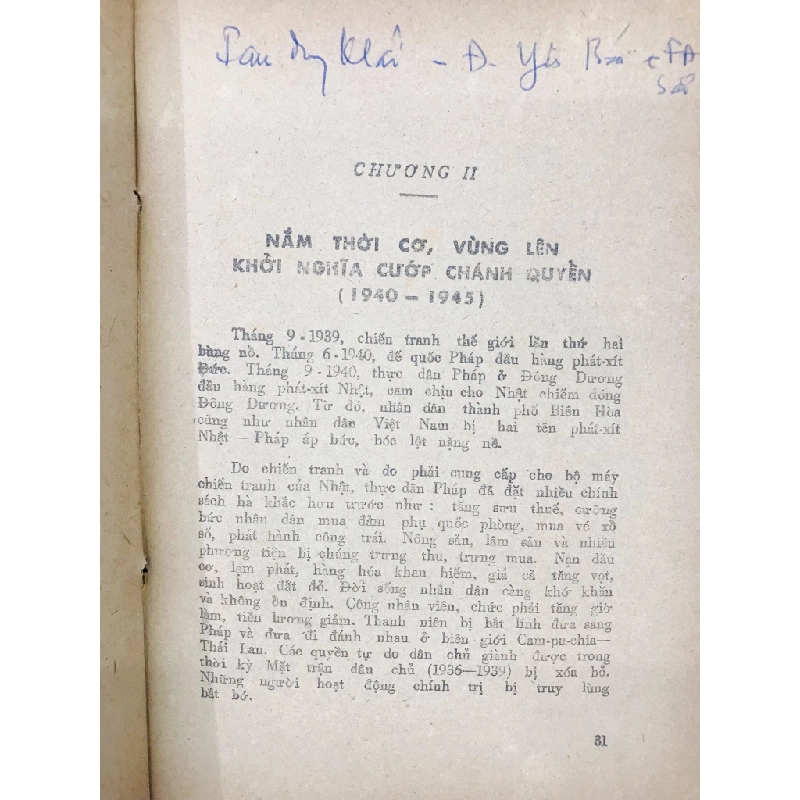 CHƯƠNG II
NẮM THỜI CƠ, VÙNG LÊN
KHỞI NGHĨA CƯỚP CHÁNH QUYỀN
(1940 – 1945)
Tháng 9-1939, chiến tranh thế giới lần thứ hai
bùng nổ. Tháng 6-1940, đế quốc Pháp đầu hàng phát-xít
Đức. Tháng 9-1940, thực dân Pháp ở Đông Dương
đầu hàng phát-xít Nhật, cam chịu cho Nhật chiếm đóng
Đông Dương. Từ đó, nhân dân thành phố Biên Hòa
cũng như nhân dân Việt Nam bị hai tên phát-xít
Nhật — Pháp áp bức, bóc lột nặng nề.
Do chiến tranh và do phải cung cấp cho bộ máy
chiến tranh của Nhật, thực dân Pháp đã đặt nhiều chính
sách hà khắc hơn trước như : tăng sưu thuế, cưỡng
bức nhân dân mua đảm phụ quốc phòng, mua vé xổ
số, phát hành công trái. Nông sản, lâm sản và nhiều
phương tiện bị chúng trưng thu, trưng mua. Nạn đầu
cơ, lạm phát, hàng hóa khan hiếm, giá cả tăng vọt,
sinh hoạt đắt đỏ. Đời sống nhân dân càng khó khăn
và không ổn định. Công nhân viên, chức phải tăng giờ
làm, tiền lương giảm. Thanh niên bị bắt lính đưa sang
Pháp và đưa đi đánh nhau ở biên giới Cam-pu-chia—
Thái Lan. Các quyền tự do dân chủ giành được trong
thời kỳ Mặt trận dân chủ (1936—1939) bị xóa bỏ.
Những người hoạt động chính trị bị truy lùng
bắt bớ.
31